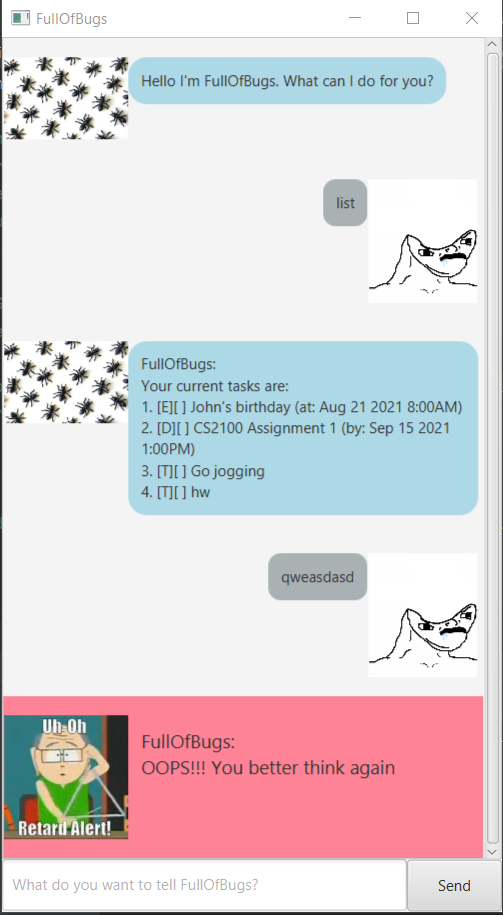 FullOfBugs
Hello I'm FullOfBugs. What can I do for you?
list
FullOfBugs:
Your current tasks are:
1. [E][ ] John's birthday (at: Aug 21 2021 8:00AM)
2. [D][ ] CS2100 Assignment 1 (by: Sep 15 2021
1:00PM)
3. [T][ ] Go jogging
4. [T][ ] hw
qweasdasd
Uh-Oh
Retard Alert!
FullOfBugs:
OOPS!!! You better think again
What do you want to tell FullOfBugs?
Send